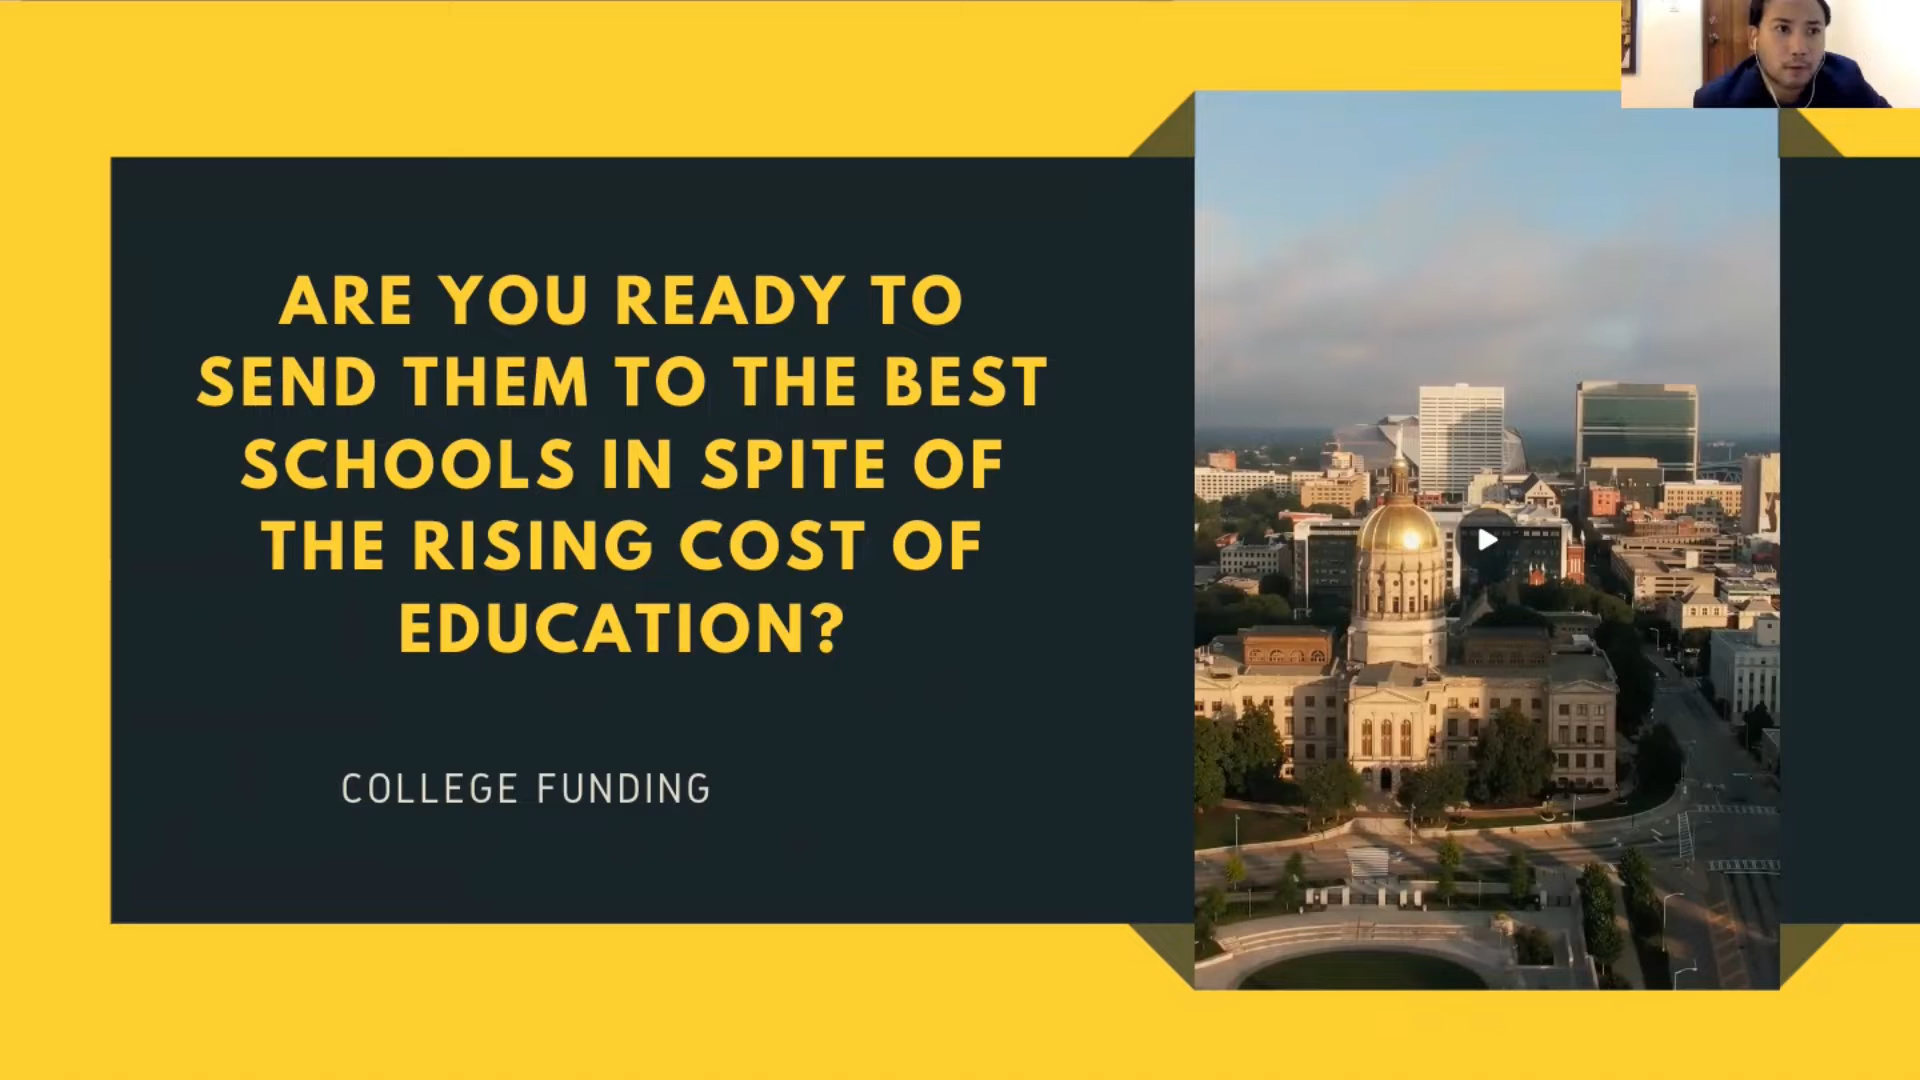 ARE YOU READY TO
SEND THEM TO THE BEST
SCHOOLS IN SPITE OF
THE RISING COST OF
EDUCATION?
COLLEGE FUNDING